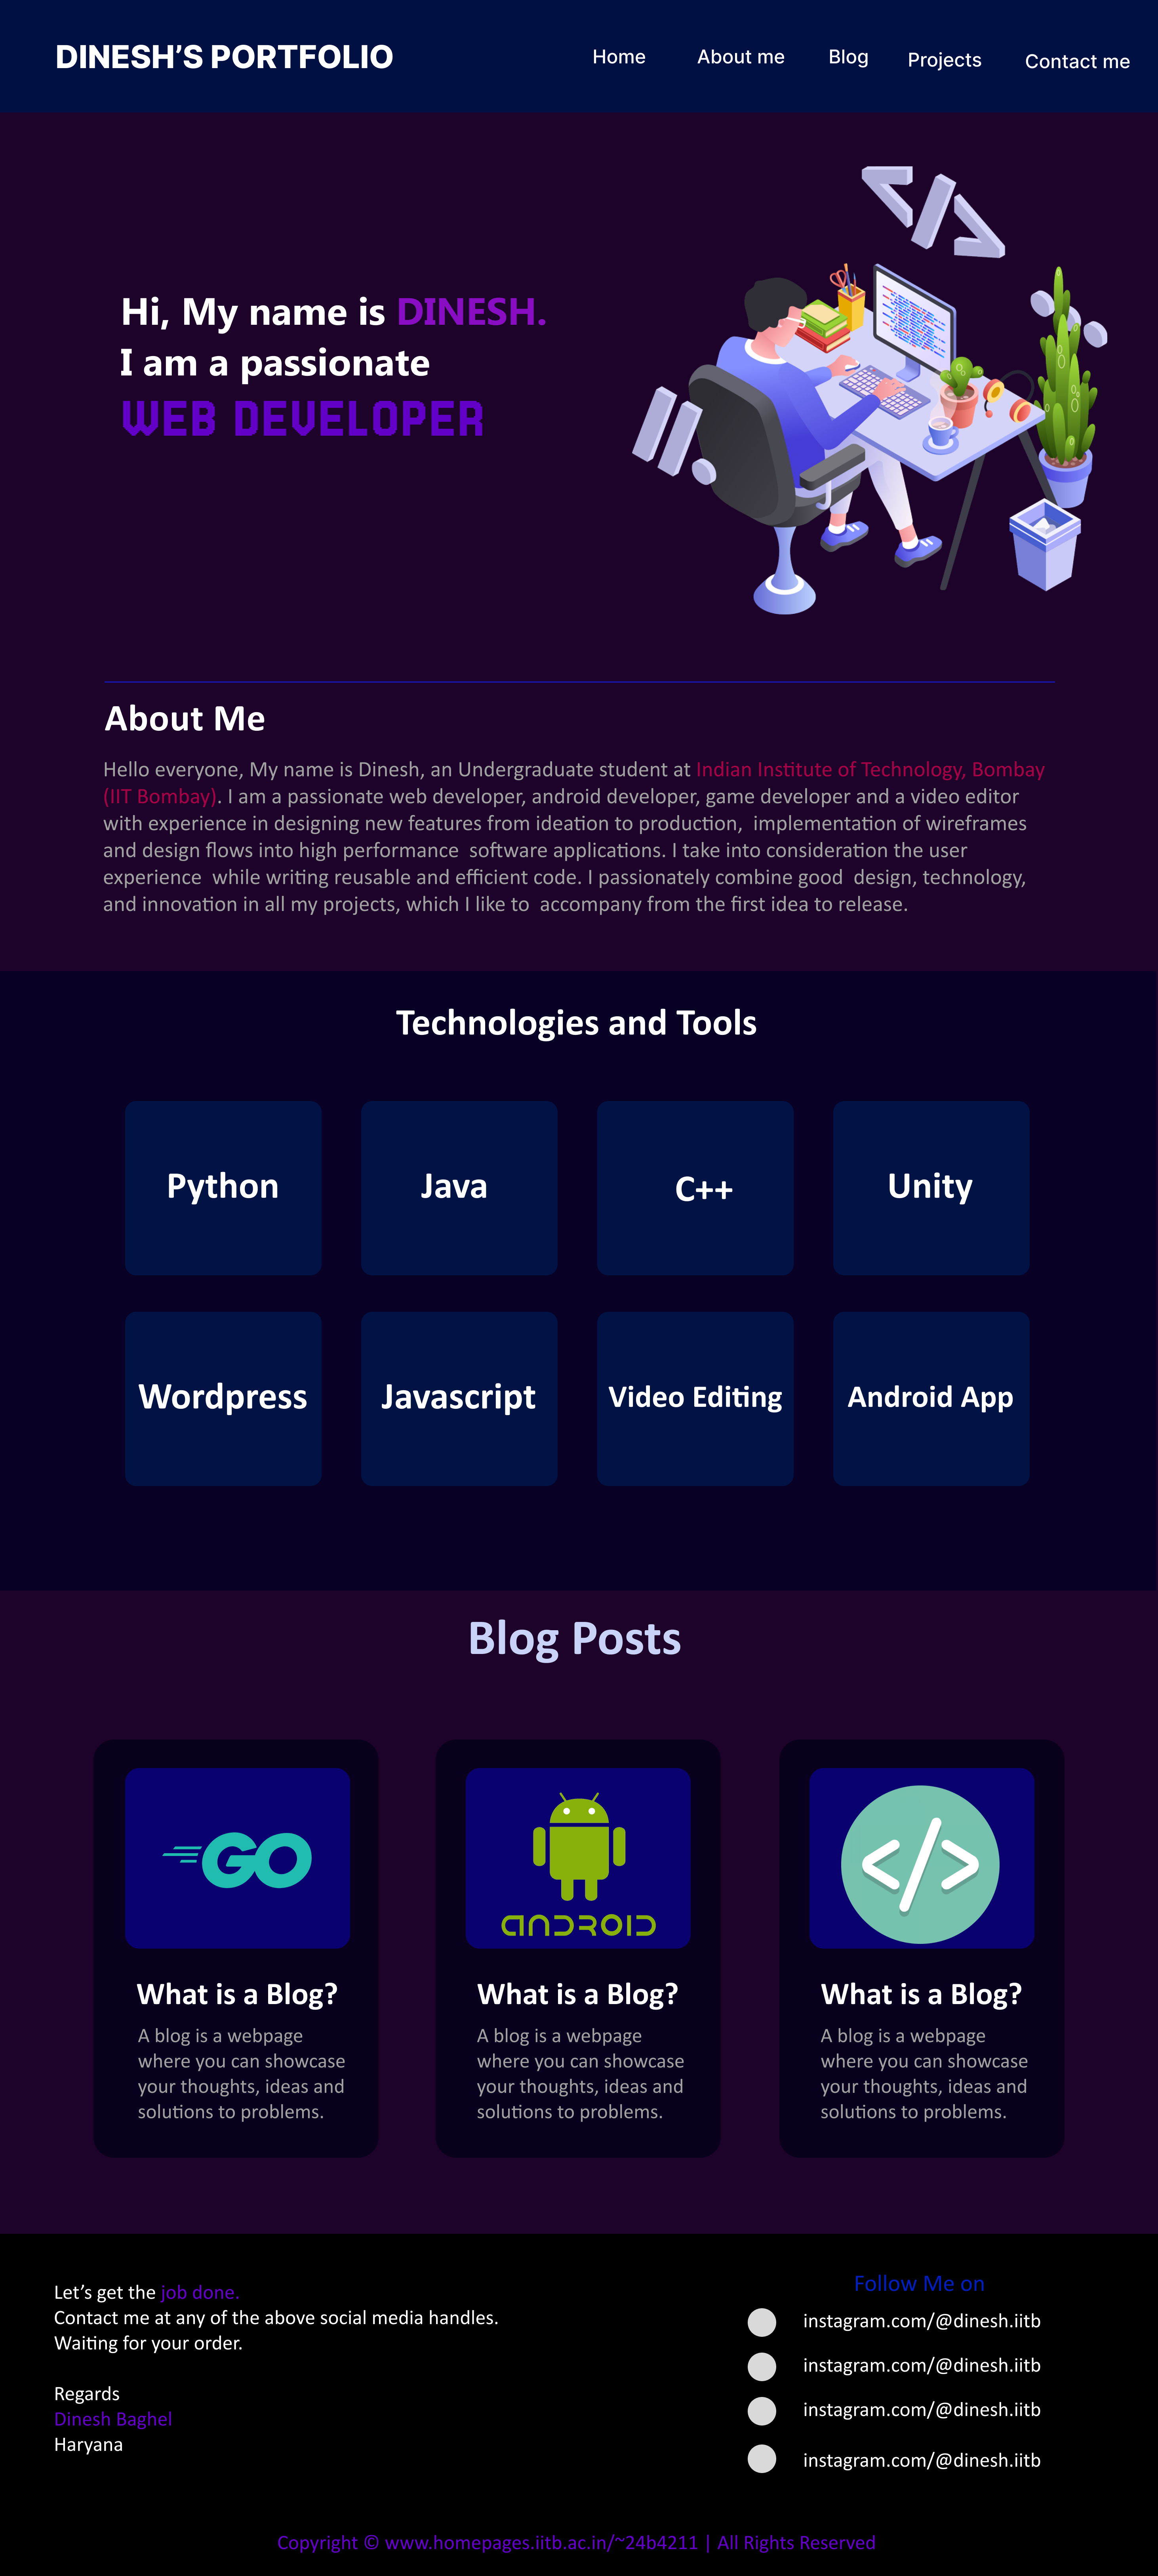 DINESH’S PORTFOLIO
Home About me Blog Projects Contact me
Hi, My name is DINESH.
I am a passionate
WEB DEVELOPER
About Me
Hello everyone, My name is Dinesh, an Undergraduate student at Indian Institute of Technology, Bombay
(IIT Bombay). I am a passionate web developer, android developer, game developer and a video editor
with experience in designing new features from ideation to production, implementation of wireframes
and design flows into high performance software applications. I take into consideration the user
experience while writing reusable and efficient code. I passionately combine good design, technology,
and innovation in all my projects, which I like to accompany from the first idea to release.
Technologies and Tools
Python
Java
C++
Unity
Wordpress
Javascript
Video Editing
Android App
Blog Posts
GO
What is a Blog?
A blog is a webpage
where you can showcase
your thoughts, ideas and
solutions to problems.
ANDROID
What is a Blog?
A blog is a webpage
where you can showcase
your thoughts, ideas and
solutions to problems.
</>
What is a Blog?
A blog is a webpage
where you can showcase
your thoughts, ideas and
solutions to problems.
Let’s get the job done.
Contact me at any of the above social media handles.
Waiting for your order.
Regards
Dinesh Baghel
Haryana
Follow Me on
instagram.com/@dinesh.iitb
instagram.com/@dinesh.iitb
instagram.com/@dinesh.iitb
instagram.com/@dinesh.iitb
Copyright © www.homepages.iitb.ac.in/~24b4211 | All Rights Reserved